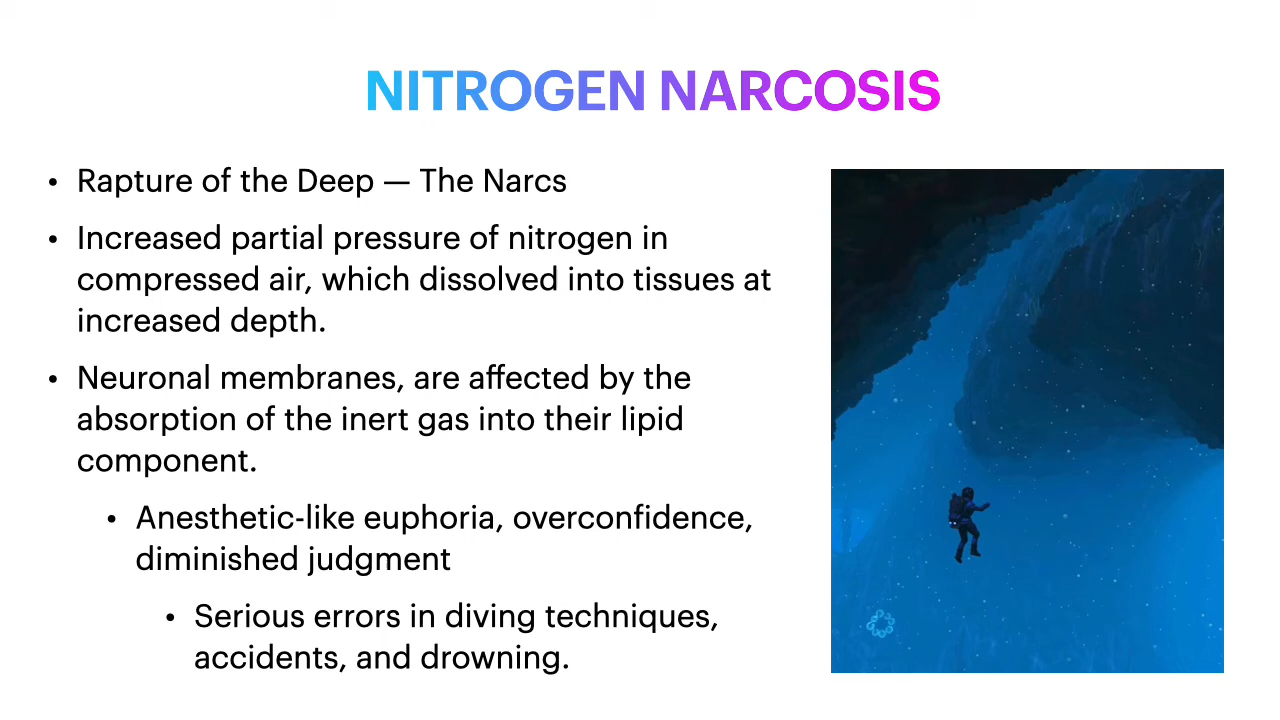 NITROGEN NARCOSIS
• Rapture of the Deep — The Narcs
• Increased partial pressure of nitrogen in
compressed air, which dissolved into tissues at
increased depth.
• Neuronal membranes, are affected by the
absorption of the inert gas into their lipid
component.
• Anesthetic-like euphoria, overconfidence,
diminished judgment
• Serious errors in diving techniques,
accidents, and drowning.